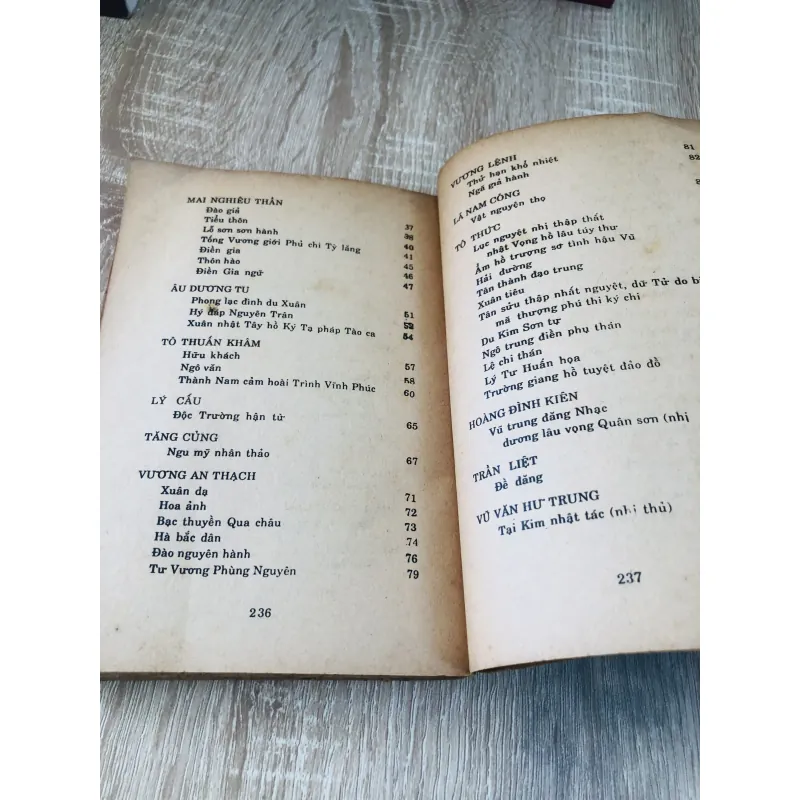 MAI NGHIÊU THẦN
Đào giả
Tiểu thôn 37
Lỗ sơn sơn hành 38
Tống Vương giới Phủ chi Tỳ lăng 40
Điền gia 41
Thôn hào 45
Điền Gia ngữ 46
47
ÂU DƯƠNG TU
Phong lạc đình du Xuân
Hý đáp Nguyên Trân 51
Xuân nhật Tây hồ Ký Tạ pháp Tào ca 52
54
TÔ THUẤN KHÂM
Hữu khách
Ngô văn 57
Thành Nam cảm hoài Trình Vĩnh Phúc 58
60
LÝ CẤU
Độc Trường hận từ 65
TĂNG CỦNG
Ngu mỹ nhân thảo 67
VƯƠNG AN THẠCH
Xuân dạ 71
Hoa ảnh 72
Bạc thuyền Qua châu 73
Hà bắc dân 74
Đào nguyên hành 76
Tư Vương Phùng Nguyên 79
236
VƯƠNG LỆNH
Thử hạn khổ nhiệt 81
Ngã giả hành 82
LÃ NAM CÔNG
Vật nguyện thọ
TÔ THỨC
Lục nguyệt nhị thập thất
nhật Vọng hồ lâu túy thư
Ẩm hồ trượng sơ tình hậu Vũ
Hải đường
Tân thành đạo trung
Xuân tiêu
Tân sửu thập nhất nguyệt, dữ Tử do
mã thượng phú thi ký chi
Du Kim Sơn tự
Ngô trung điền phụ thán
Lệ chi thán
Lý Tư Huấn họa
Trường giang hồ tuyệt đảo đồ
HOÀNG ĐÌNH KIÊN
Vũ trung đăng Nhạc
dương lâu vọng Quân sơn (nhị
TRẦN LIỆT
Đề đăng
VŨ VĂN HƯ TRUNG
Tại Kim nhật tác (nhị thủ)
237